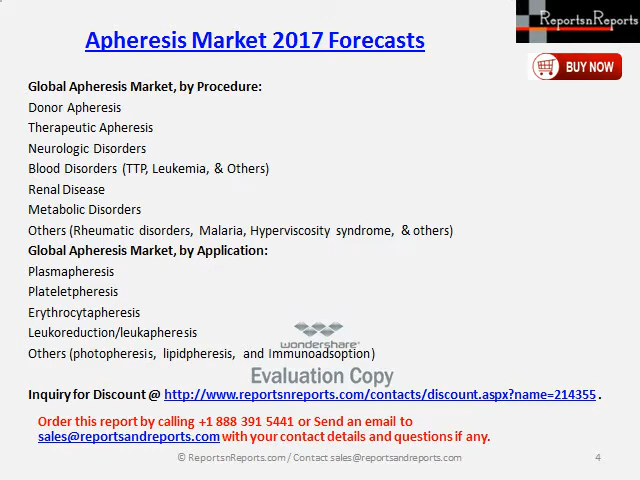 Apheresis Market 2017 Forecasts
ReportsnReports
BUY NOW
Global Apheresis Market, by Procedure:
Donor Apheresis
Therapeutic Apheresis
Neurologic Disorders
Blood Disorders (TTP, Leukemia, & Others)
Renal Disease
Metabolic Disorders
Others (Rheumatic disorders, Malaria, Hyperviscosity syndrome, & others)
Global Apheresis Market, by Application:
Plasmapheresis
Plateletpheresis
Erythrocytapheresis
Leukoreduction/leukapheresis
wondershare
Others (photopheresis, lipidpheresis, and Immunoadsoption)
Evaluation Copy
Inquiry for Discount @ http://www.reportsnreports.com/contacts/discount.aspx?name=214355 .
Order this report by calling +1 888 391 5441 or Send an email to
sales@reportsandreports.com with your contact details and questions if any.
© ReportsnReports.com / Contact sales@reportsandreports.com
4